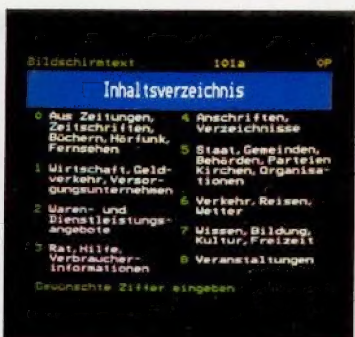 Bildschirmtext 101a OP
Inhaltsverzeichnis
0 Aus Zeitungen,
Zeitschriften,
Büchern, Hörfunk,
Fernsehen
1 Wirtschaft, Geld-
verkehr, Versor-
gungsunternehmen
2 Waren- und
Dienstleistungs-
angebote
3 Rat, Hilfe,
Verbraucher-
informationen
4 Anschriften,
Verzeichnisse
5 Staat, Gemeinden,
Behörden, Parteien
Kirchen, Organisa-
tionen
6 Verkehr, Reisen,
Wetter
7 Wissen, Bildung,
Kultur, Freizeit
8 Veranstaltungen
Gewünschte Ziffer eingeben